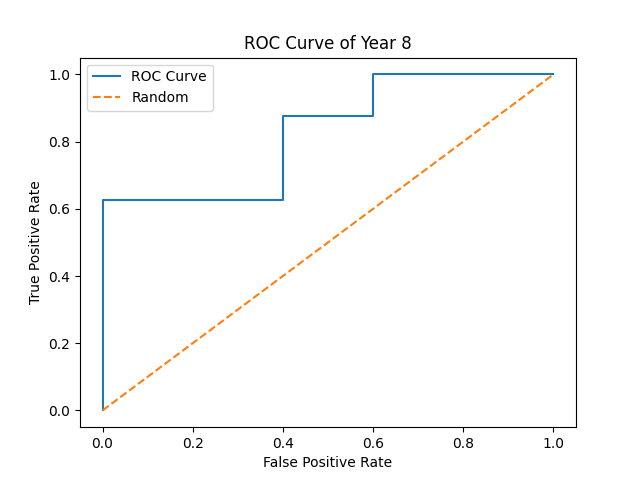 ROC Curve of Year 8
ROC Curve
Random
True Positive Rate
1.0
0.8
0.6
0.4
0.2
0.0
0.0 0.2 0.4 0.6 0.8 1.0
False Positive Rate